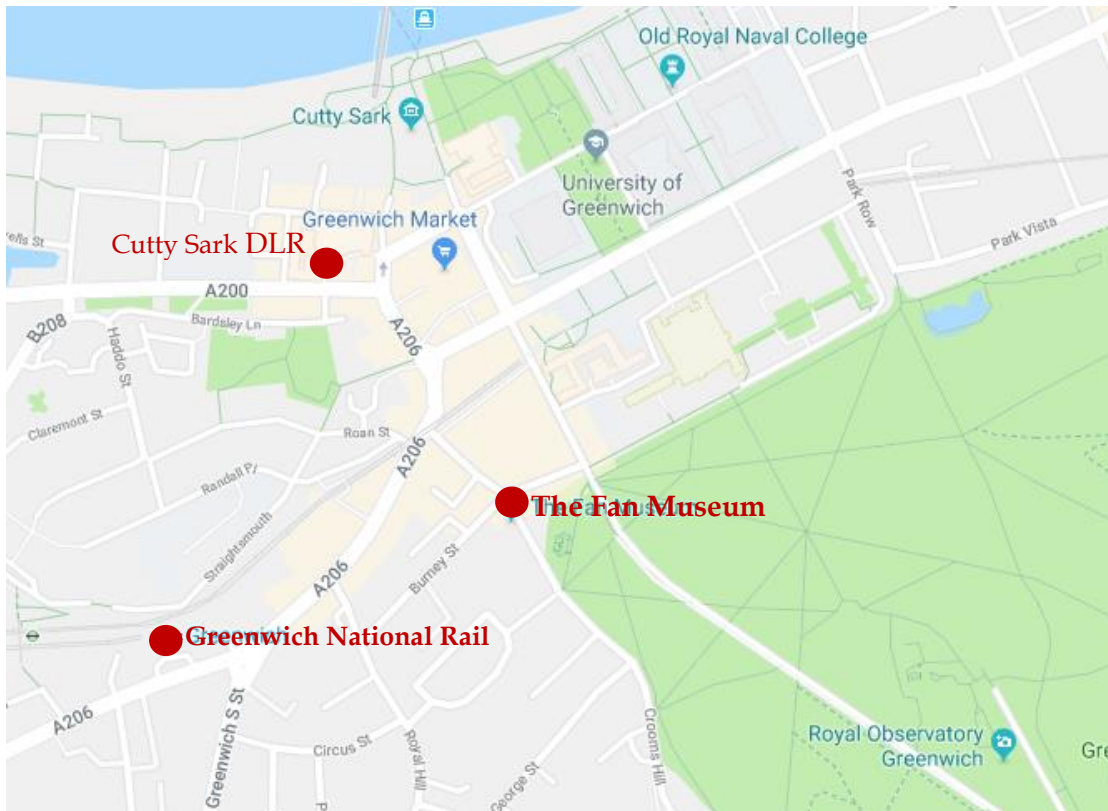 Old Royal Naval College
Cutty Sark
University of
Greenwich
Park Row
Greenwich Market
Park Vista
Cutty Sark DLR
A200
B208
Bardsley Ln
A206
Haddo St
Claremont St
Roan St
A206
Randall Pl
The Fan Museum
Straightsmouth
Burney St
A206
Greenwich National Rail
A206
Greenwich S St
Circus St
Royal Hill
George St
Crooms Hill
Royal Observatory
Greenwich